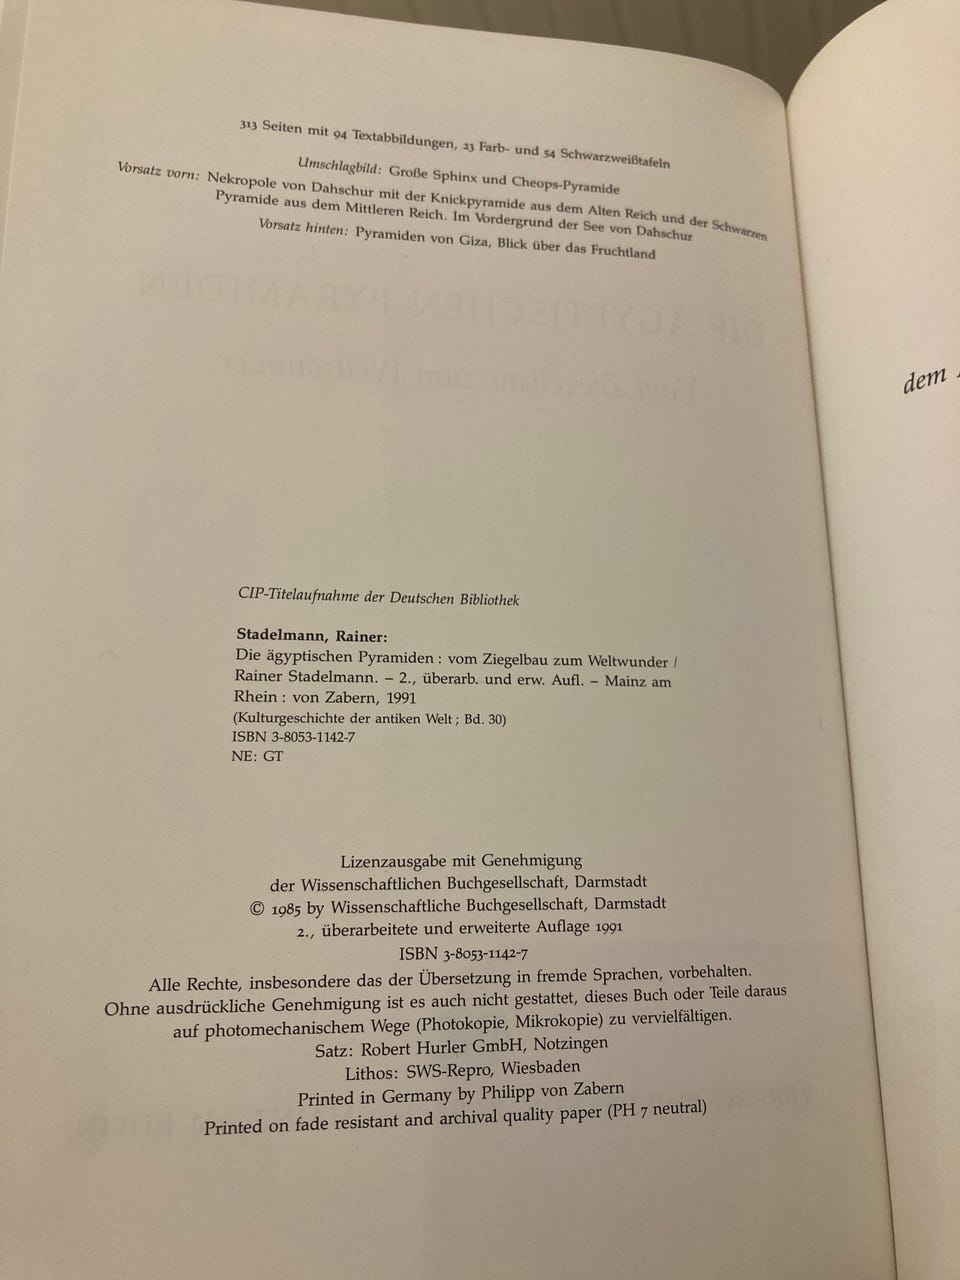 313 Seiten mit 94 Textabbildungen, 23 Farb- und 54 Schwarzweißtafeln
Umschlagbild: Große Sphinx und Cheops-Pyramide
Vorsatz vorn: Nekropole von Dahschur mit der Knickpyramide aus dem Alten Reich und der Schwarzen
Pyramide aus dem Mittleren Reich. Im Vordergrund der See von Dahschur
Vorsatz hinten: Pyramiden von Giza, Blick über das Fruchtland
DIE ÄGYPTISCHEN PYRAMIDEN
Vom Ziegelbau zum Weltwunder
dem
CIP-Titelaufnahme der Deutschen Bibliothek
Stadelmann, Rainer:
Die ägyptischen Pyramiden : vom Ziegelbau zum Weltwunder /
Rainer Stadelmann. – 2., überarb. und erw. Aufl. – Mainz am
Rhein : von Zabern, 1991
(Kulturgeschichte der antiken Welt ; Bd. 30)
ISBN 3-8053-1142-7
NE: GT
Lizenzausgabe mit Genehmigung
der Wissenschaftlichen Buchgesellschaft, Darmstadt
© 1985 by Wissenschaftliche Buchgesellschaft, Darmstadt
2., überarbeitete und erweiterte Auflage 1991
ISBN 3-8053-1142-7
Alle Rechte, insbesondere das der Übersetzung in fremde Sprachen, vorbehalten.
Ohne ausdrückliche Genehmigung ist es auch nicht gestattet, dieses Buch oder Teile daraus
auf photomechanischem Wege (Photokopie, Mikrokopie) zu vervielfältigen.
Satz: Robert Hurler GmbH, Notzingen
Lithos: SWS-Repro, Wiesbaden
Printed in Germany by Philipp von Zabern
Printed on fade resistant and archival quality paper (PH 7 neutral)